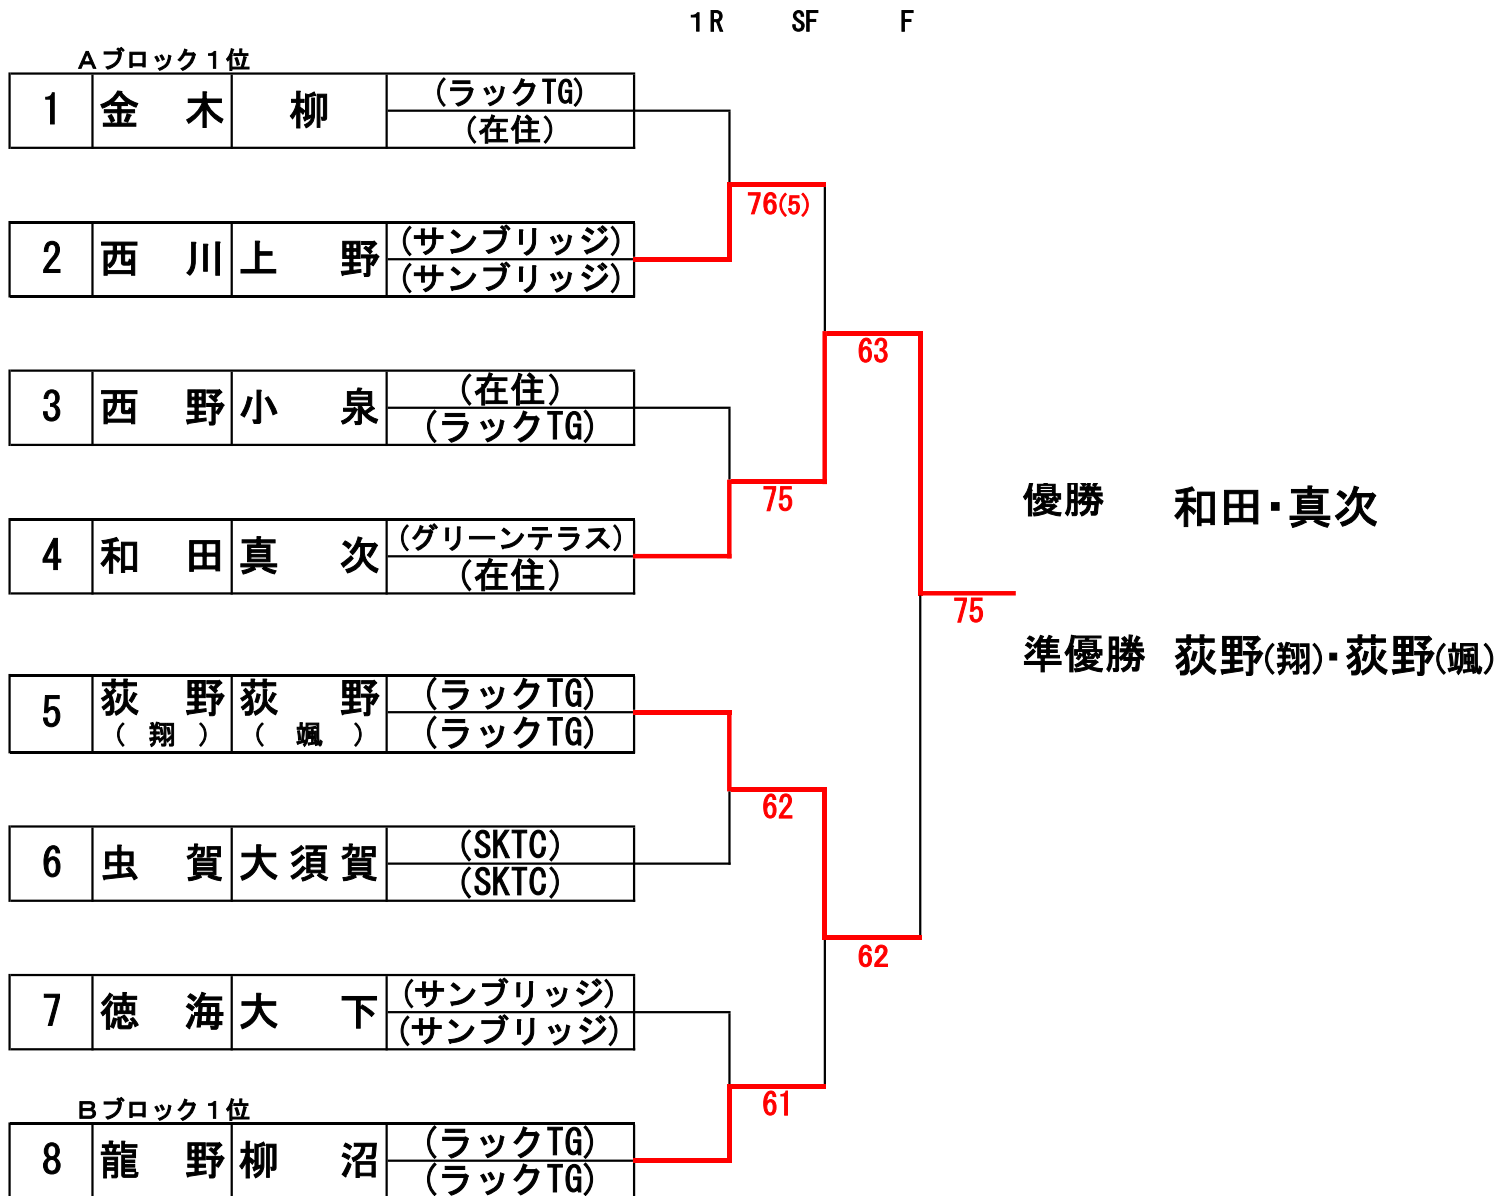 1R SF F
Aブロック1位
1 金木 柳 (ラックTG)
(在住)
76(5)
2 西川 上野 (サンブリッジ)
(サンブリッジ)
63
3 西野 小泉 (在住)
(ラックTG)
75
優勝 和田・真次
4 和田 真次 (グリーンテラス)
(在住)
75
準優勝 荻野(翔)・荻野(颯)
5 荻野(翔) 荻野(颯) (ラックTG)
(ラックTG)
62
6 虫賀 大須賀 (SKTC)
(SKTC)
62
7 徳海 大下 (サンブリッジ)
(サンブリッジ)
61
Bブロック1位
8 龍野 柳沼 (ラックTG)
(ラックTG)